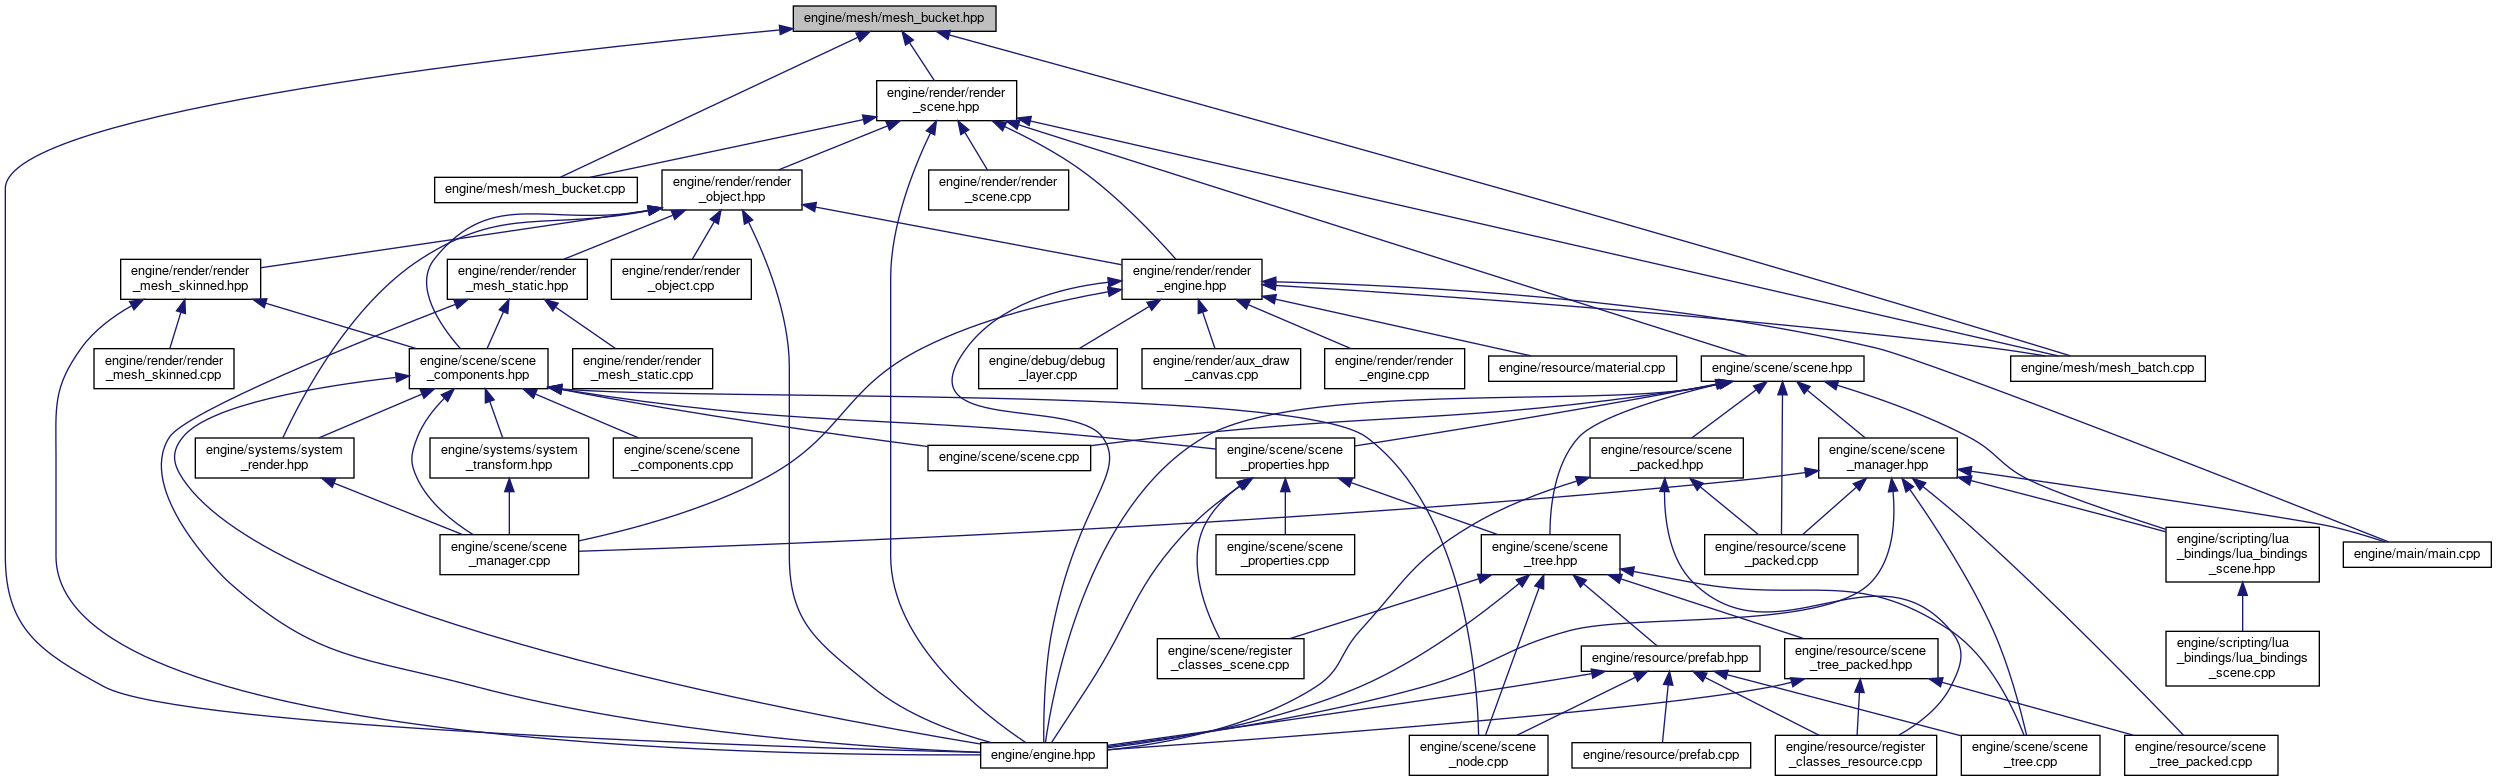 engine/mesh/mesh_bucket.hpp
engine/render/render
_scene.hpp
engine/mesh/mesh_bucket.cpp
engine/render/render
_object.hpp
engine/render/render
_scene.cpp
engine/render/render
_mesh_skinned.hpp
engine/render/render
_mesh_static.hpp
engine/render/render
_object.cpp
engine/render/render
_engine.hpp
engine/render/render
_mesh_skinned.cpp
engine/scene/scene
_components.hpp
engine/render/render
_mesh_static.cpp
engine/debug/debug
_layer.cpp
engine/render/aux_draw
_canvas.cpp
engine/render/render
_engine.cpp
engine/resource/material.cpp
engine/scene/scene.hpp
engine/mesh/mesh_batch.cpp
engine/systems/system
_render.hpp
engine/systems/system
_transform.hpp
engine/scene/scene
_components.cpp
engine/scene/scene.cpp
engine/scene/scene
_properties.hpp
engine/resource/scene
_packed.hpp
engine/scene/scene
_manager.hpp
engine/scene/scene
_manager.cpp
engine/scene/scene
_properties.cpp
engine/scene/scene
_tree.hpp
engine/resource/scene
_packed.cpp
engine/scripting/lua
_bindings/lua_bindings
_scene.hpp
engine/main/main.cpp
engine/scene/register
_classes_scene.cpp
engine/resource/prefab.hpp
engine/resource/scene
_tree_packed.hpp
engine/scripting/lua
_bindings/lua_bindings
_scene.cpp
engine/engine.hpp
engine/scene/scene
_node.cpp
engine/resource/prefab.cpp
engine/resource/register
_classes_resource.cpp
engine/scene/scene
_tree.cpp
engine/resource/scene
_tree_packed.cpp